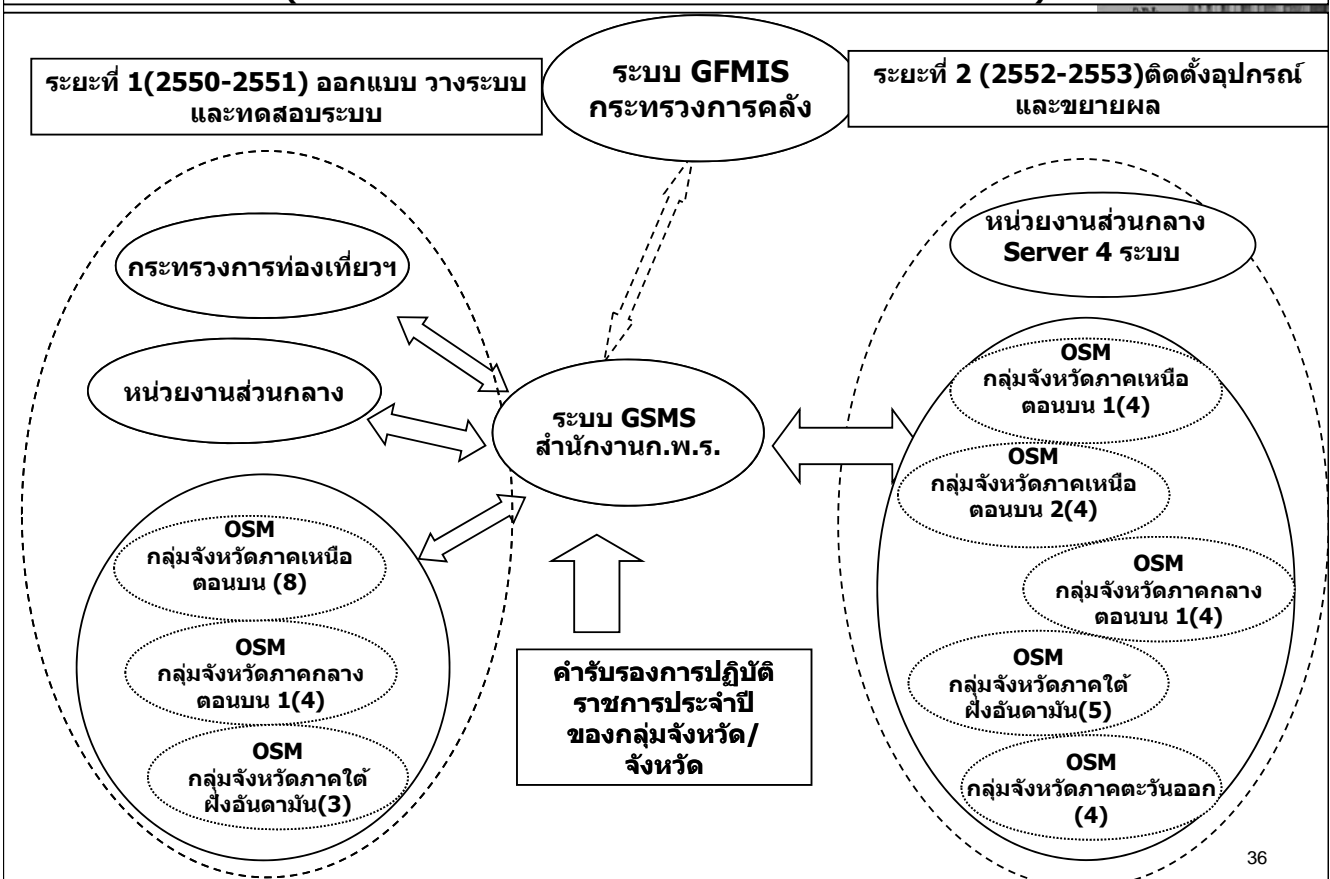 ระยะที่ 1(2550-2551) ออกแบบ วางระบบ
และทดสอบระบบ
ระบบ GFMIS
กระทรวงการคลัง
ระยะที่ 2 (2552-2553)ติดตั้งอุปกรณ์
และขยายผล
กระทรวงการท่องเที่ยวฯ
หน่วยงานส่วนกลาง
OSM
กลุ่มจังหวัดภาคเหนือ
ตอนบน (8)
OSM
กลุ่มจังหวัดภาคกลาง
ตอนบน 1(4)
OSM
กลุ่มจังหวัดภาคใต้
ฝั่งอันดามัน(3)
ระบบ GSMS
สำนักงานก.พ.ร.
คำรับรองการปฏิบัติ
ราชการประจำปี
ของกลุ่มจังหวัด/
จังหวัด
หน่วยงานส่วนกลาง
Server 4 ระบบ
OSM
กลุ่มจังหวัดภาคเหนือ
ตอนบน 1(4)
OSM
กลุ่มจังหวัดภาคเหนือ
ตอนบน 2(4)
OSM
กลุ่มจังหวัดภาคกลาง
ตอนบน 1(4)
OSM
กลุ่มจังหวัดภาคใต้
ฝั่งอันดามัน(5)
OSM
กลุ่มจังหวัดภาคตะวันออก
(4)
36